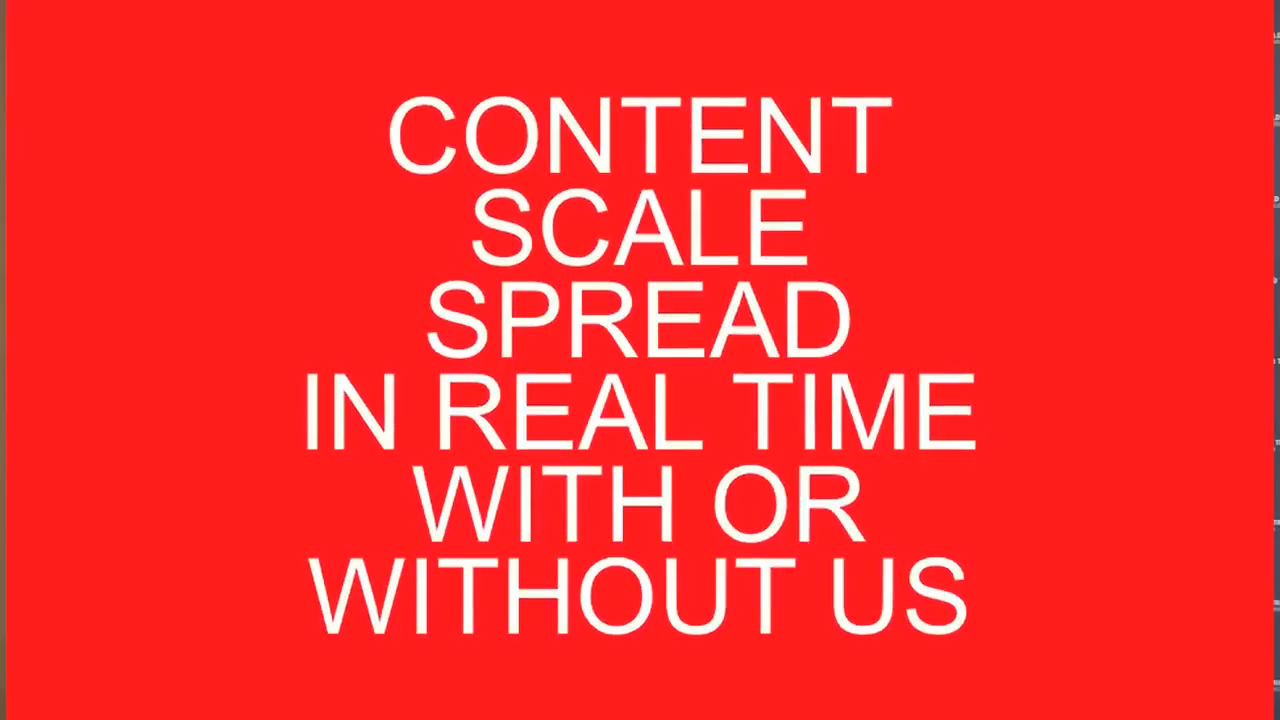 CONTENT
SCALE
SPREAD
IN REAL TIME
WITH OR
WITHOUT US